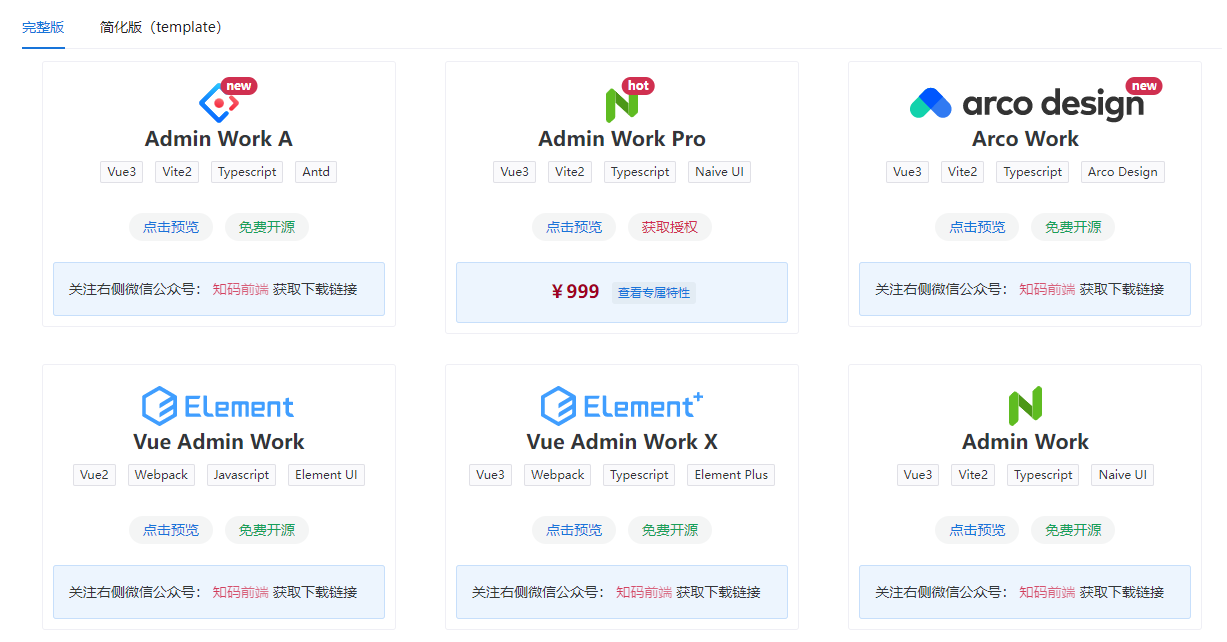 完整版 简化版（template）
new
Admin Work A
Vue3 Vite2 Typescript Antd
点击预览 免费开源
关注右侧微信公众号： 知码前端 获取下载链接
hot
Admin Work Pro
Vue3 Vite2 Typescript Naive UI
点击预览 获取授权
¥ 999 查看专属特性
new
arco design
Arco Work
Vue3 Vite2 Typescript Arco Design
点击预览 免费开源
关注右侧微信公众号： 知码前端 获取下载链接
Element
Vue Admin Work
Vue2 Webpack Javascript Element UI
点击预览 免费开源
关注右侧微信公众号： 知码前端 获取下载链接
Element+
Vue Admin Work X
Vue3 Webpack Typescript Element Plus
点击预览 免费开源
关注右侧微信公众号： 知码前端 获取下载链接
Admin Work
Vue3 Vite2 Typescript Naive UI
点击预览 免费开源
关注右侧微信公众号： 知码前端 获取下载链接